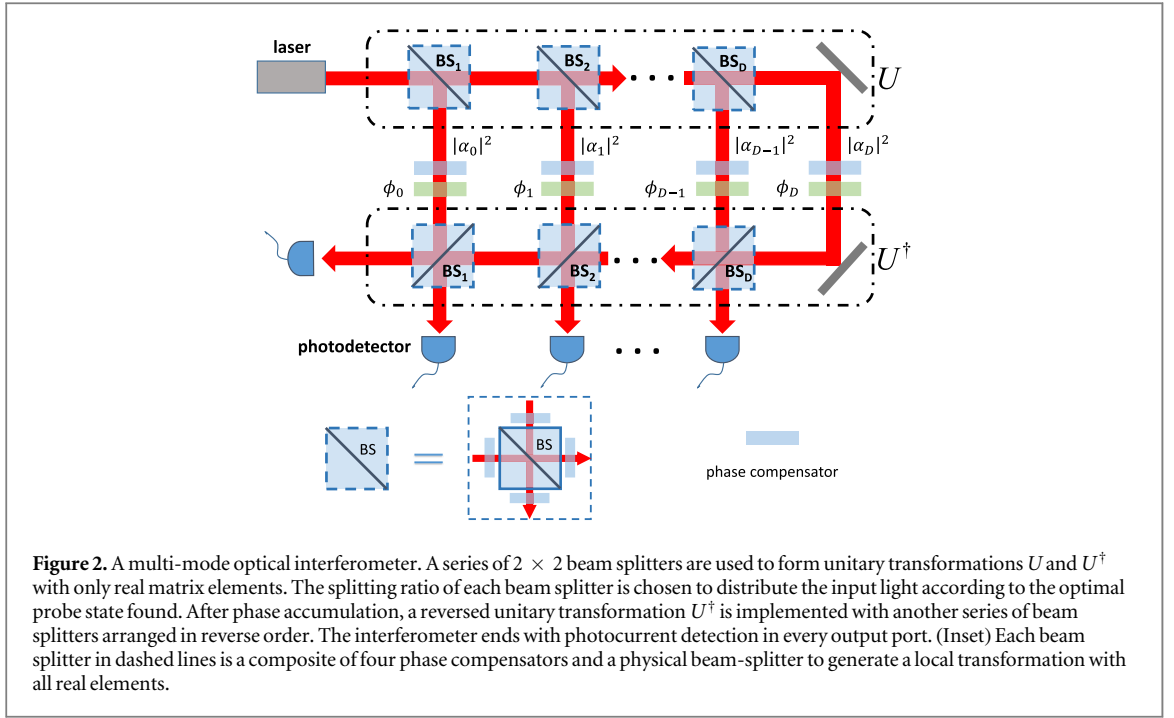 laser
BS₁ BS₂ BS_D
U
|α₀|² |α₁|² |α_{D−1}|² |α_D|²
ϕ₀ ϕ₁ ϕ_{D−1} ϕ_D
U†
BS₁ BS₂ BS_D
photodetector
BS = BS
phase compensator
Figure 2. A multi-mode optical interferometer. A series of 2 × 2 beam splitters are used to form unitary transformations U and U†
with only real matrix elements. The splitting ratio of each beam splitter is chosen to distribute the input light according to the optimal
probe state found. After phase accumulation, a reversed unitary transformation U† is implemented with another series of beam
splitters arranged in reverse order. The interferometer ends with photocurrent detection in every output port. (Inset) Each beam
splitter in dashed lines is a composite of four phase compensators and a physical beam-splitter to generate a local transformation with
all real elements.